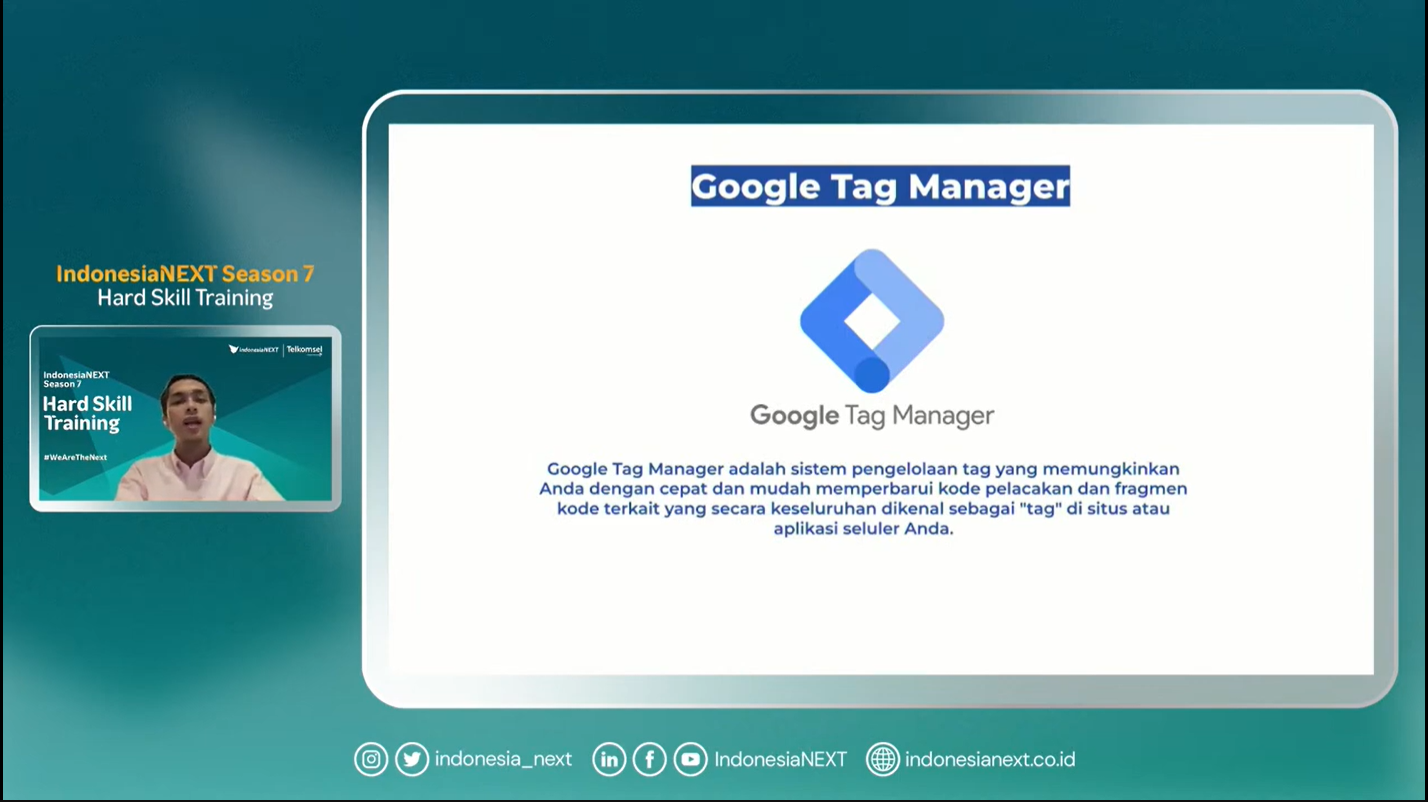 IndonesiaNEXT Season 7
Hard Skill Training
indonesiaNEXT | Telkomsel
IndonesiaNEXT
Season 7
Hard Skill
Training
#WeAreTheNext
Google Tag Manager
Google Tag Manager
Google Tag Manager adalah sistem pengelolaan tag yang memungkinkan
Anda dengan cepat dan mudah memperbarui kode pelacakan dan fragmen
kode terkait yang secara keseluruhan dikenal sebagai "tag" di situs atau
aplikasi seluler Anda.
indonesia_next IndonesiaNEXT indonesianext.co.id